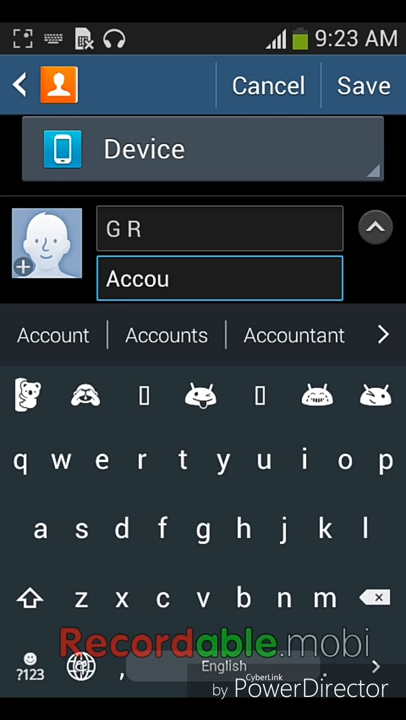 9:23 AM
Cancel Save
Device
G R
Accou
Account Accounts Accountant
q w e r t y u i o p
a s d f g h j k l
z x c v b n m
Recordable.mobi
?123 , English .
by CyberLink PowerDirector